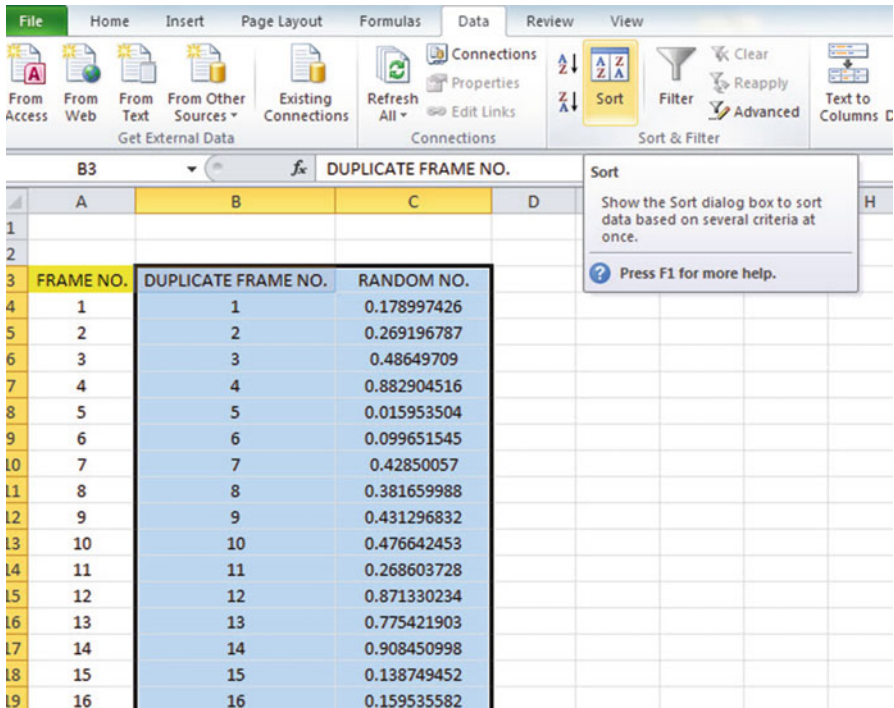 File Home Insert Page Layout Formulas Data Review View
From Access
From Web
From Text
From Other Sources
Existing Connections
Get External Data
Refresh All
Connections
Properties
Edit Links
Connections
Sort
Filter
Clear
Reapply
Advanced
Sort & Filter
Text to Columns
B3 fx DUPLICATE FRAME NO.
Sort
Show the Sort dialog box to sort
data based on several criteria at
once.
Press F1 for more help.
A B C D H
1
2
3 FRAME NO. DUPLICATE FRAME NO. RANDOM NO.
4 1 1 0.178997426
5 2 2 0.269196787
6 3 3 0.48649709
7 4 4 0.882904516
8 5 5 0.015953504
9 6 6 0.099651545
10 7 7 0.42850057
11 8 8 0.381659988
12 9 9 0.431296832
13 10 10 0.476642453
14 11 11 0.268603728
15 12 12 0.871330234
16 13 13 0.775421903
17 14 14 0.908450998
18 15 15 0.138749452
19 16 16 0.159535582